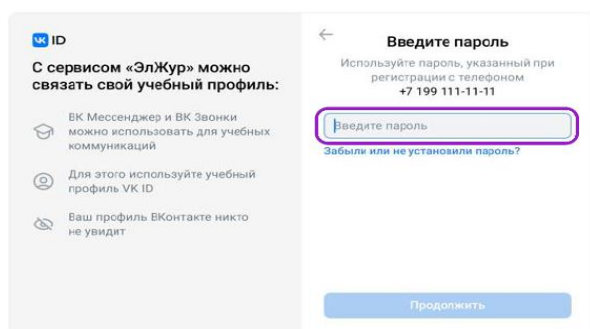 VK ID
С сервисом «ЭлЖур» можно
связать свой учебный профиль:
ВК Мессенджер и ВК Звонки
можно использовать для учебных
коммуникаций
Для этого используйте учебный
профиль VK ID
Ваш профиль ВКонтакте никто
не увидит
Введите пароль
Используйте пароль, указанный при
регистрации с телефоном
+7 199 111-11-11
Введите пароль
Забыли или не установили пароль?
Продолжить